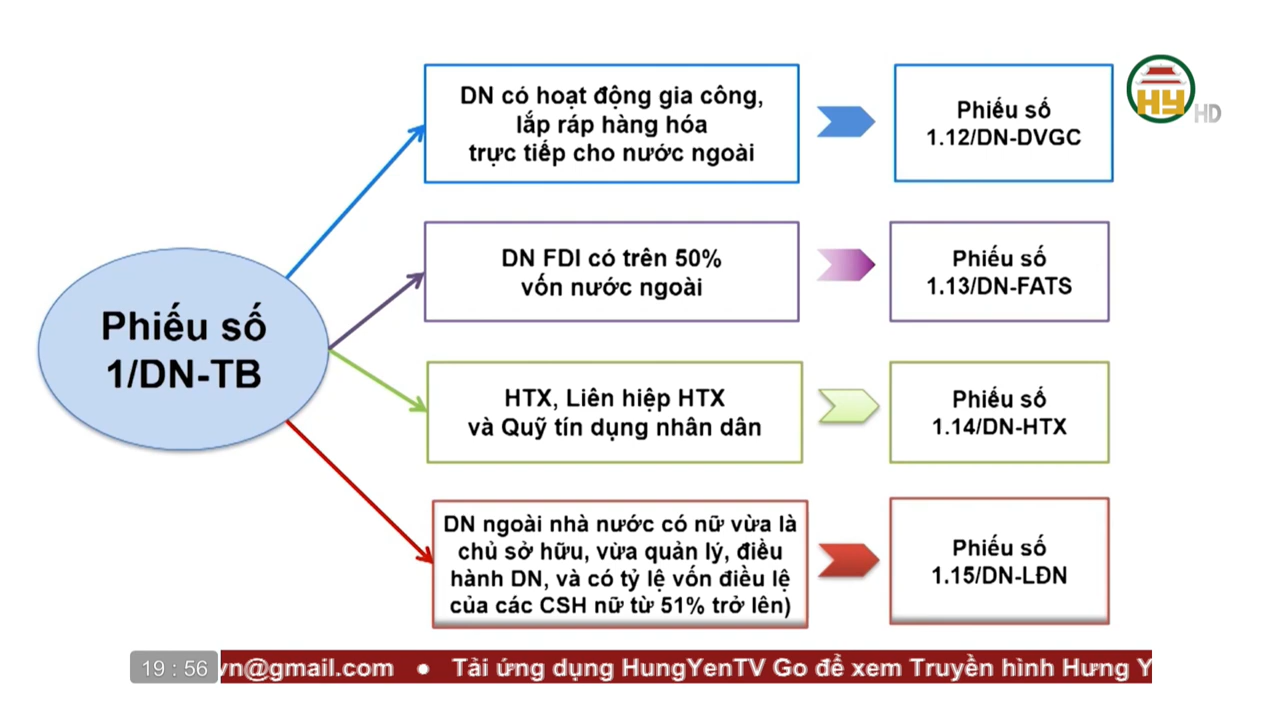 DN có hoạt động gia công,
lắp ráp hàng hóa
trực tiếp cho nước ngoài
Phiếu số
1.12/DN-DVGC
HY HD
DN FDI có trên 50%
vốn nước ngoài
Phiếu số
1.13/DN-FATS
Phiếu số
1/DN-TB
HTX, Liên hiệp HTX
và Quỹ tín dụng nhân dân
Phiếu số
1.14/DN-HTX
DN ngoài nhà nước có nữ vừa là
chủ sở hữu, vừa quản lý, điều
hành DN, và có tỷ lệ vốn điều lệ
của các CSH nữ từ 51% trở lên)
Phiếu số
1.15/DN-LĐN
19 : 56 vn@gmail.com ● Tải ứng dụng HungYenTV Go để xem Truyền hình Hưng Y